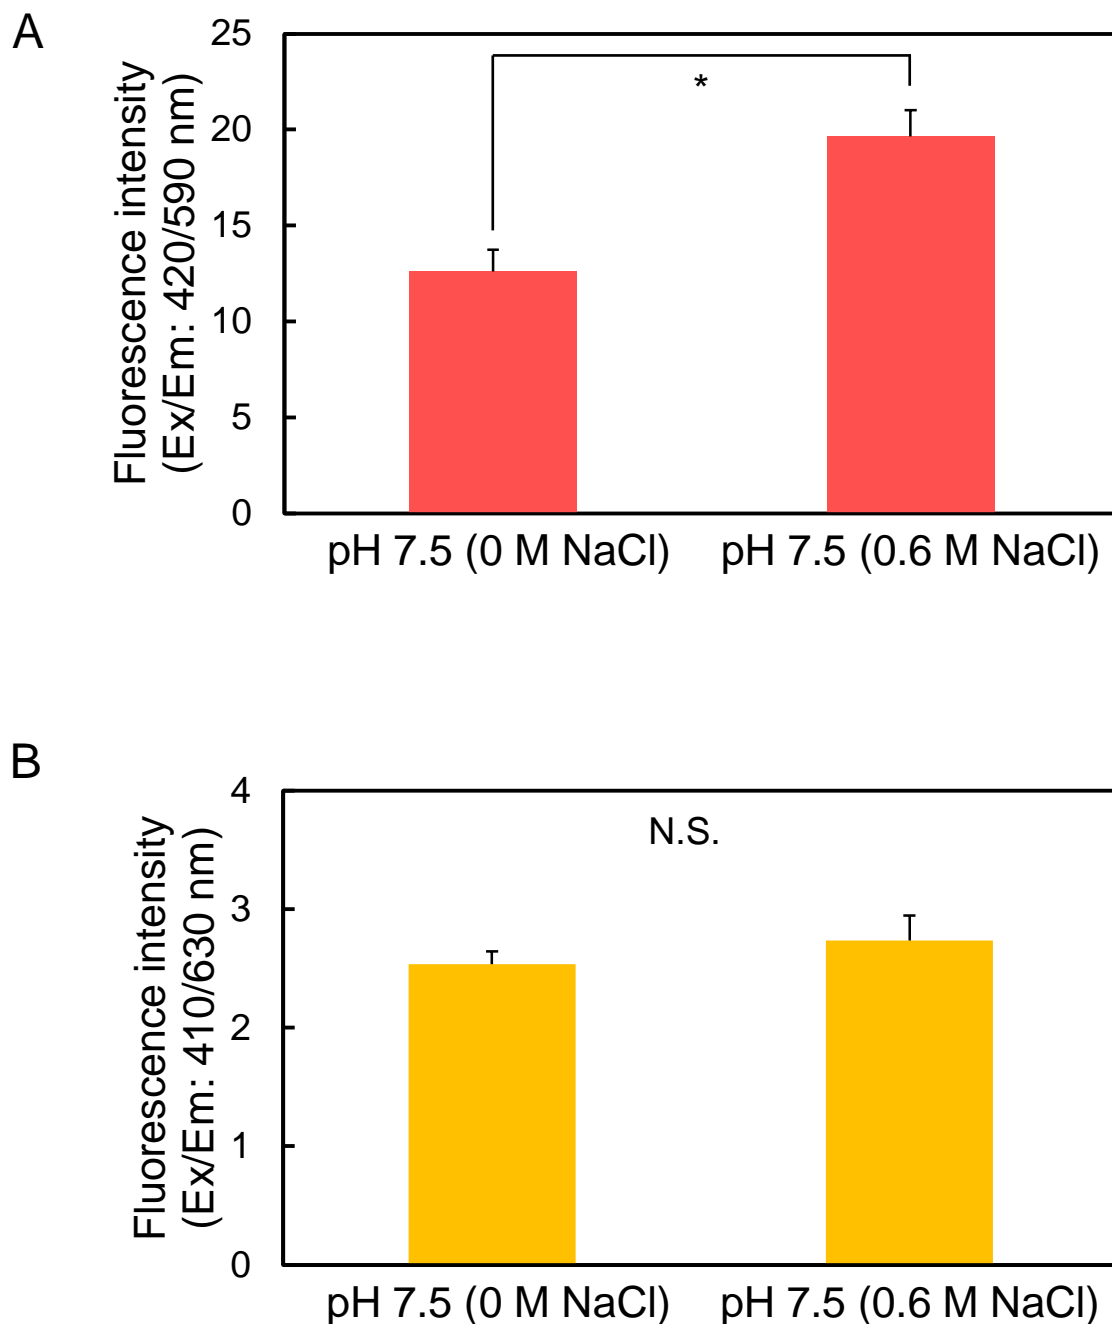 A
Fluorescence intensity
(Ex/Em: 420/590 nm)
25
20
15
10
5
0
*
pH 7.5 (0 M NaCl)
pH 7.5 (0.6 M NaCl)
B
Fluorescence intensity
(Ex/Em: 410/630 nm)
4
3
2
1
0
N.S.
pH 7.5 (0 M NaCl)
pH 7.5 (0.6 M NaCl)